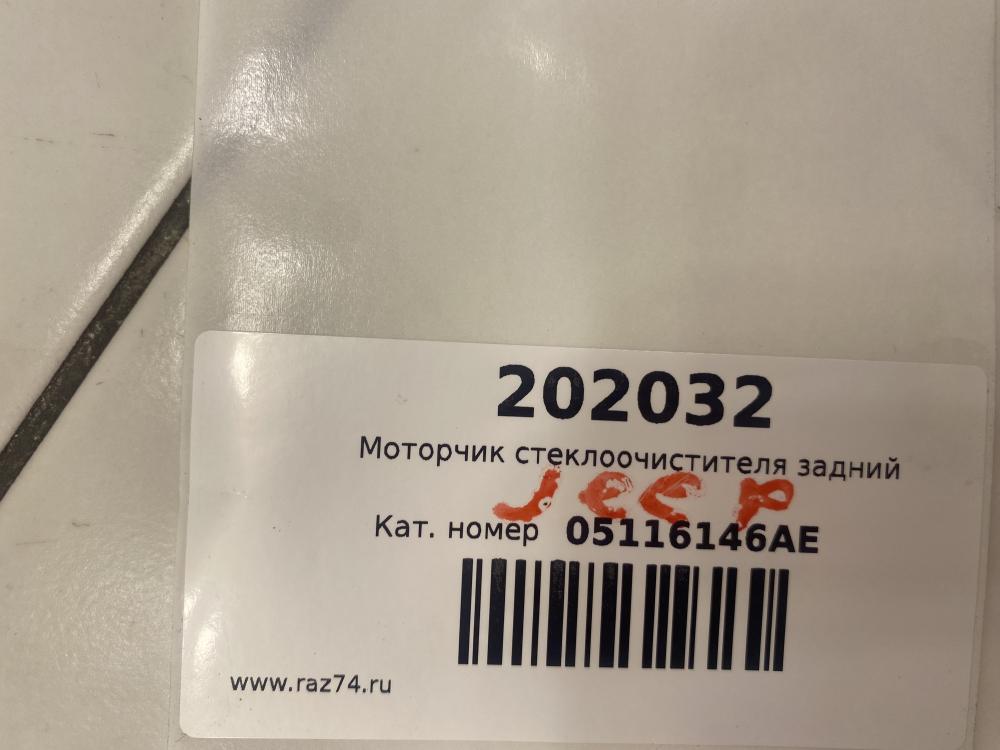 202032
Моторчик стеклоочистителя задний
Jeep
Кат. номер 05116146AE
www.raz74.ru